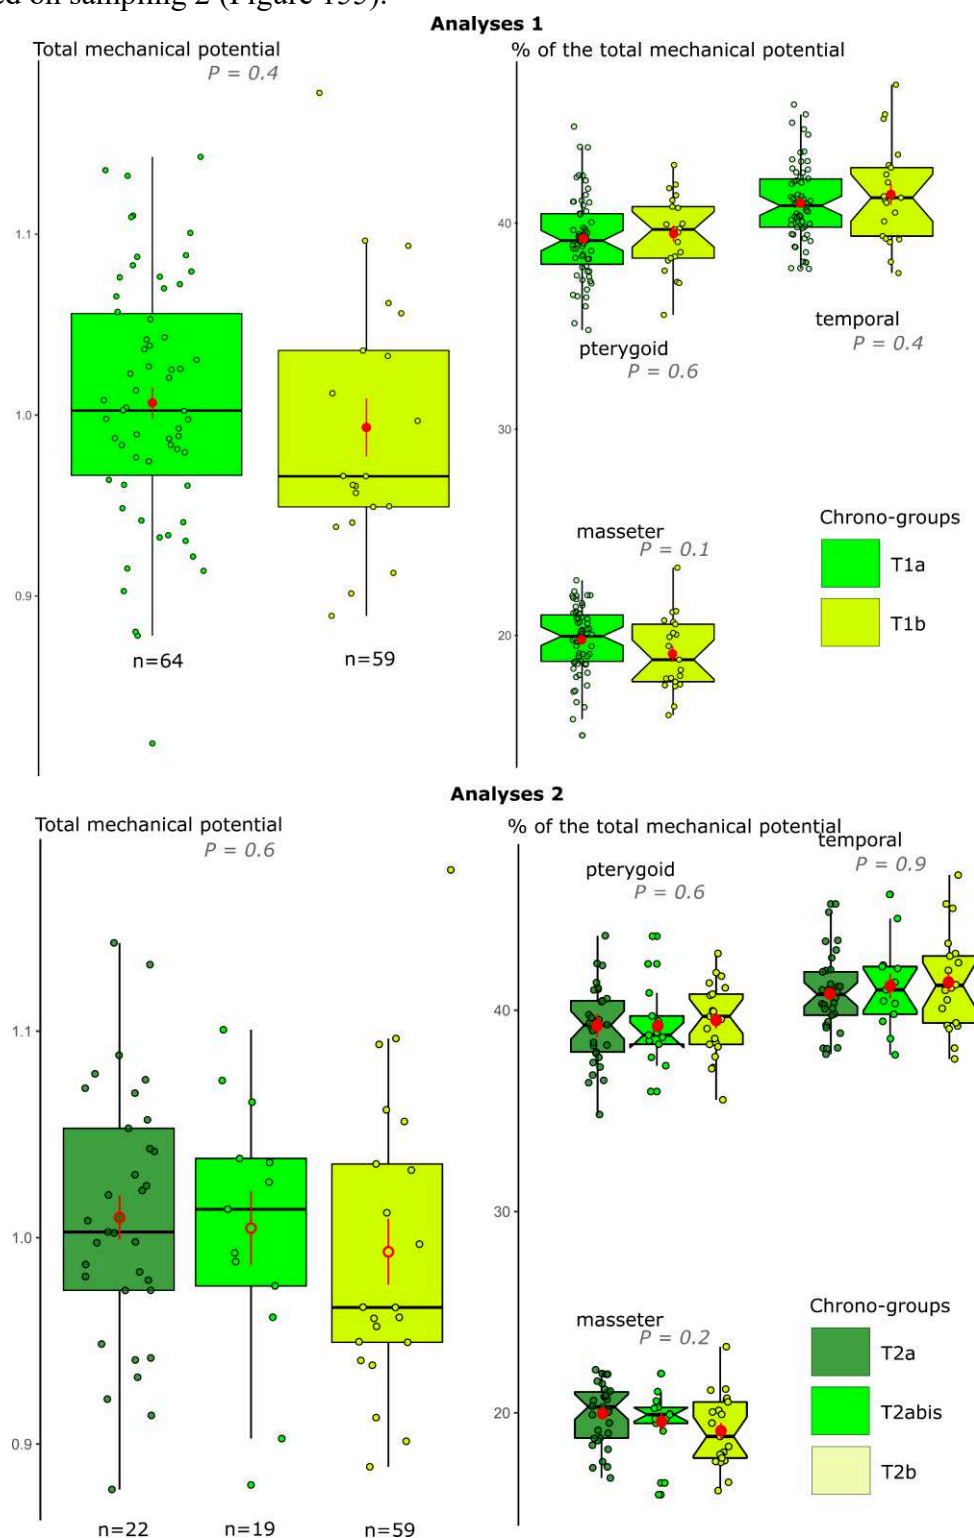 ed on sampling 2 (Figure 155).
Analyses 1
Total mechanical potential
P = 0.4
1.1
1.0
0.9
n=64
n=59
% of the total mechanical potential
40
30
20
pterygoid
P = 0.6
temporal
P = 0.4
masseter
P = 0.1
Chrono-groups
T1a
T1b
Analyses 2
Total mechanical potential
P = 0.6
1.1
1.0
0.9
n=22
n=19
n=59
% of the total mechanical potential
40
30
20
pterygoid
P = 0.6
temporal
P = 0.9
masseter
P = 0.2
Chrono-groups
T2a
T2abis
T2b